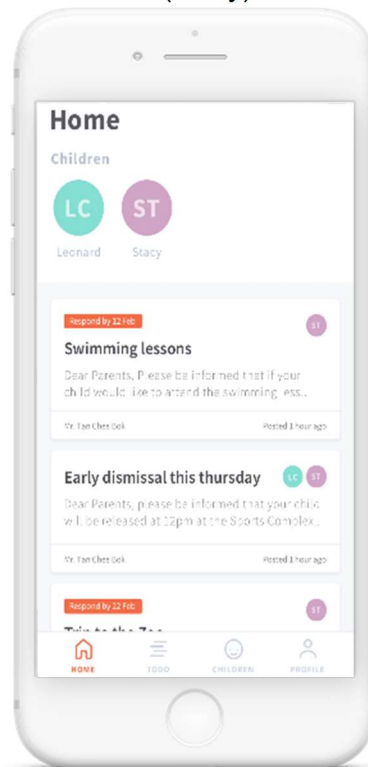 Home
Children
LC ST
Leonard Stacy
Respond by 12 Feb ST
Swimming lessons
Dear Parents, Please be informed that if your
child would like to attend the swimming less..
Mr. Tan Chee Bok Posted 1 hour ago
Early dismissal this thursday LC ST
Dear Parents, please be informed that your child
will be released at 12pm at the Sports Complex..
Mr. Tan Chee Bok Posted 1 hour ago
Respond by 22 Feb ST
Trip to the Zoo
HOME TODO CHILDREN PROFILE